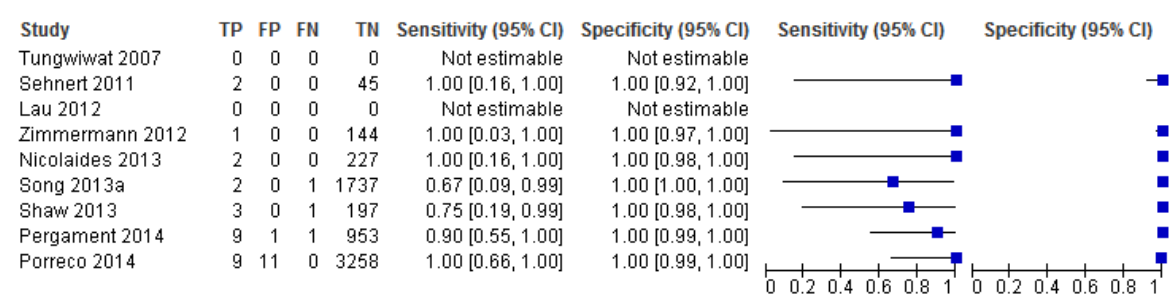 Study TP FP FN TN Sensitivity (95% CI) Specificity (95% CI) Sensitivity (95% CI) Specificity (95% CI)
Tungwiwat 2007 0 0 0 0 Not estimable Not estimable
Sehnert 2011 2 0 0 45 1.00 [0.16, 1.00] 1.00 [0.92, 1.00]
Lau 2012 0 0 0 0 Not estimable Not estimable
Zimmermann 2012 1 0 0 144 1.00 [0.03, 1.00] 1.00 [0.97, 1.00]
Nicolaides 2013 2 0 0 227 1.00 [0.16, 1.00] 1.00 [0.98, 1.00]
Song 2013a 2 0 1 1737 0.67 [0.09, 0.99] 1.00 [1.00, 1.00]
Shaw 2013 3 0 1 197 0.75 [0.19, 0.99] 1.00 [0.98, 1.00]
Pergament 2014 9 1 1 953 0.90 [0.55, 1.00] 1.00 [0.99, 1.00]
Porreco 2014 9 11 0 3258 1.00 [0.66, 1.00] 1.00 [0.99, 1.00]
0 0.2 0.4 0.6 0.8 1 0 0.2 0.4 0.6 0.8 1